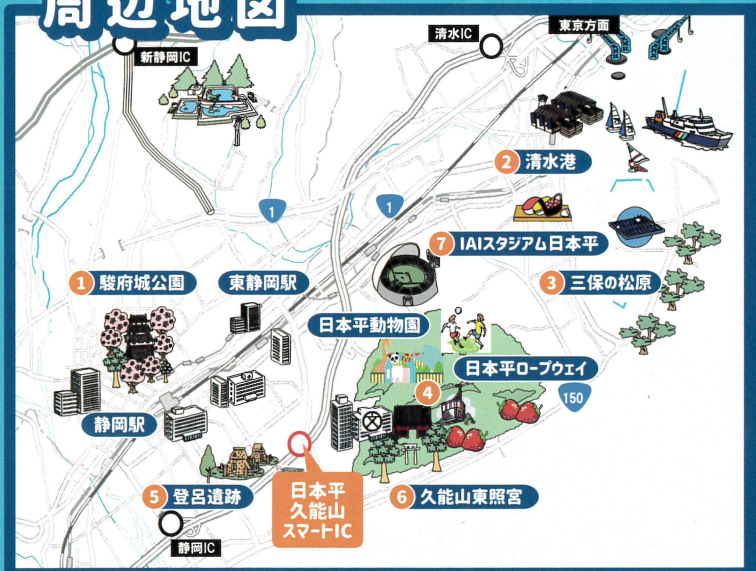 周辺地図
新静岡IC
清水IC
東京方面
② 清水港
1
1
⑦ IAIスタジアム日本平
① 駿府城公園
東静岡駅
③ 三保の松原
日本平動物園
日本平ロープウェイ
④
150
静岡駅
⑤ 登呂遺跡
日本平
久能山
スマートIC
⑥ 久能山東照宮
静岡IC